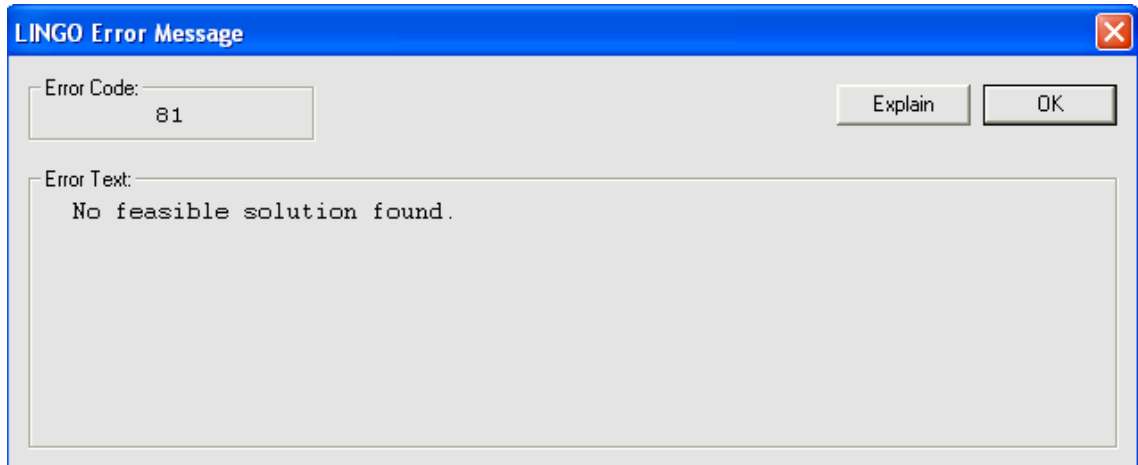 LINGO Error Message
Error Code:
81
Explain
OK
Error Text:
No feasible solution found.